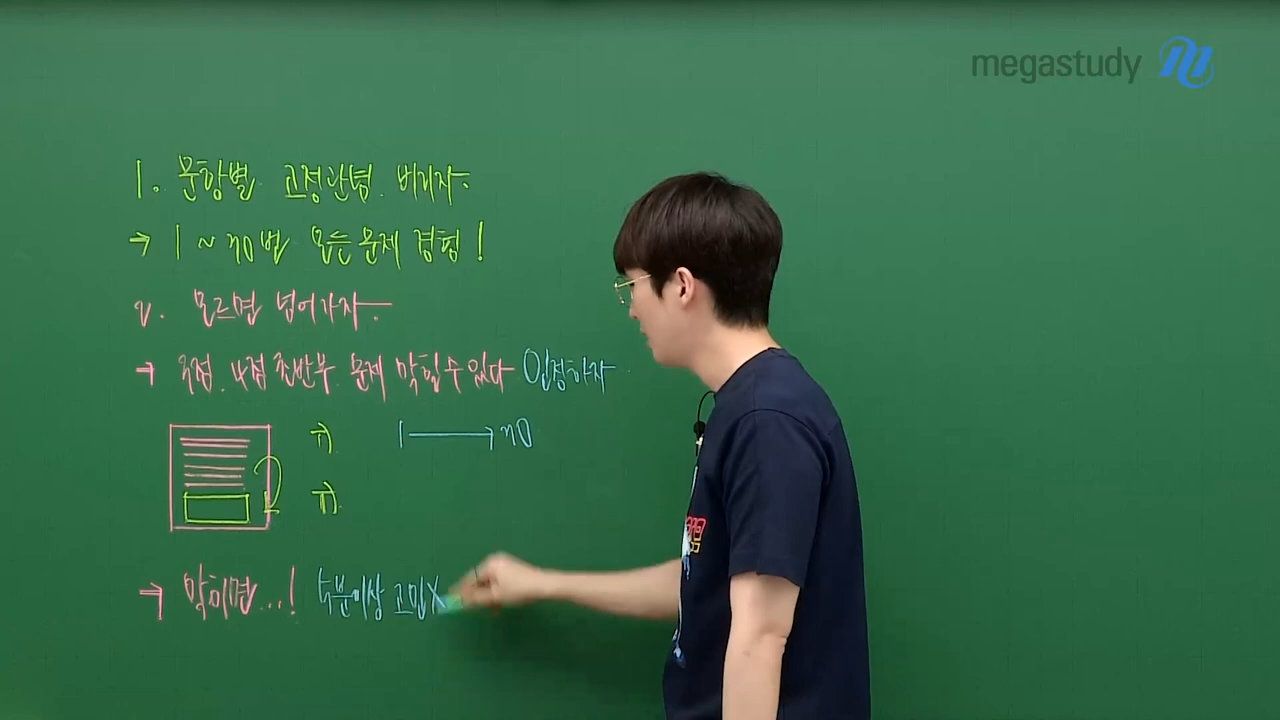 megastudy
1. 문항별 고정관념 버리자.
→ 1 ~ 20번 모든 문제 경험!
2. 모르면 넘어가자.
→ 2점, 4점 초반부 문제 막힐 수 있다 인정하자
ㄱ) 1 → 20
ㄲ)
→ 막히면...! 5분이상 고민X